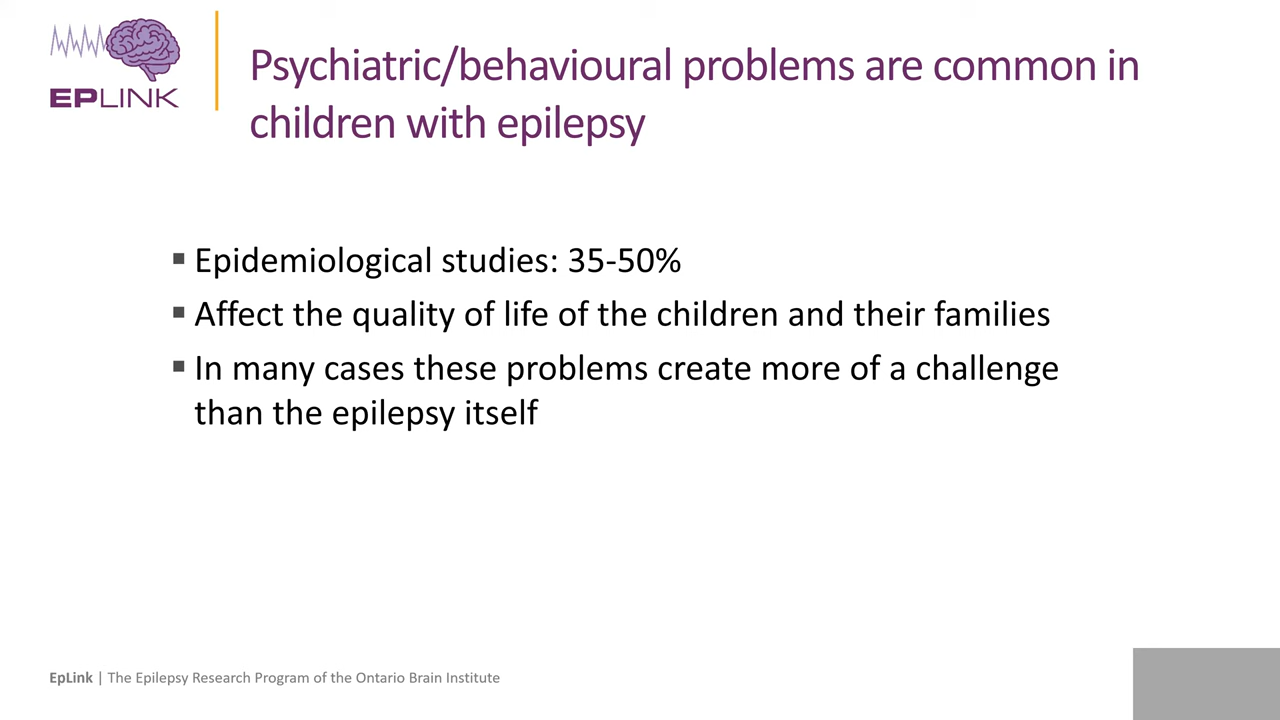 EPLINK
Psychiatric/behavioural problems are common in
children with epilepsy
▪ Epidemiological studies: 35-50%
▪ Affect the quality of life of the children and their families
▪ In many cases these problems create more of a challenge
than the epilepsy itself
EpLink | The Epilepsy Research Program of the Ontario Brain Institute